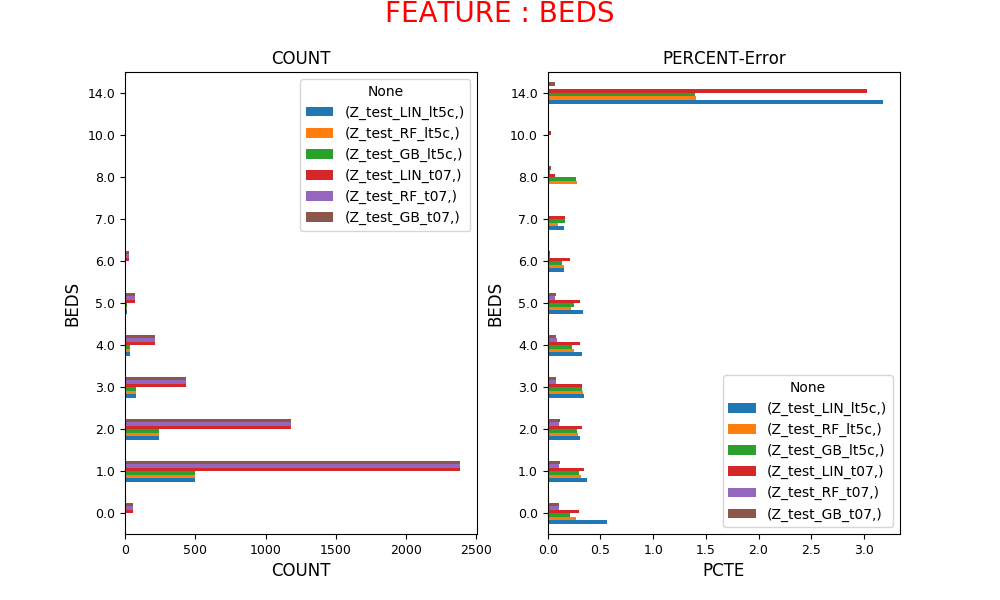 FEATURE : BEDS
COUNT
14.0
10.0
8.0
7.0
6.0
5.0
4.0
3.0
2.0
1.0
0.0
BEDS
None
(Z_test_LIN_lt5c,)
(Z_test_RF_lt5c,)
(Z_test_GB_lt5c,)
(Z_test_LIN_t07,)
(Z_test_RF_t07,)
(Z_test_GB_t07,)
0
500
1000
1500
2000
2500
COUNT
PERCENT-Error
14.0
10.0
8.0
7.0
6.0
5.0
4.0
3.0
2.0
1.0
0.0
BEDS
None
(Z_test_LIN_lt5c,)
(Z_test_RF_lt5c,)
(Z_test_GB_lt5c,)
(Z_test_LIN_t07,)
(Z_test_RF_t07,)
(Z_test_GB_t07,)
0.0
0.5
1.0
1.5
2.0
2.5
3.0
PCTE